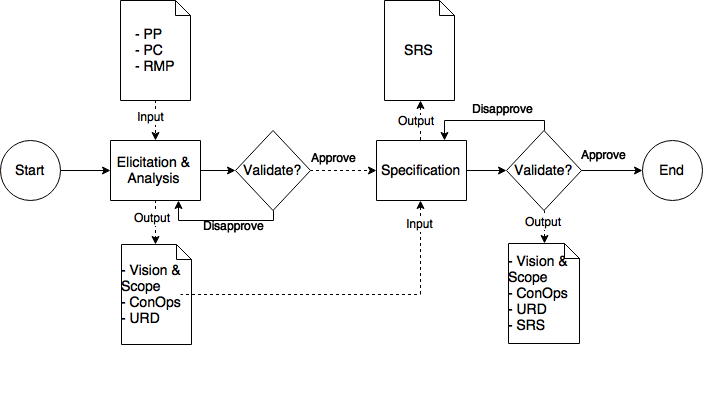 - PP
- PC
- RMP
SRS
Input
Output
Disapprove
Start
Elicitation &
Analysis
Validate?
Approve
Specification
Validate?
Approve
End
Output
Disapprove
Input
Output
- Vision &
Scope
- ConOps
- URD
- Vision &
Scope
- ConOps
- URD
- SRS